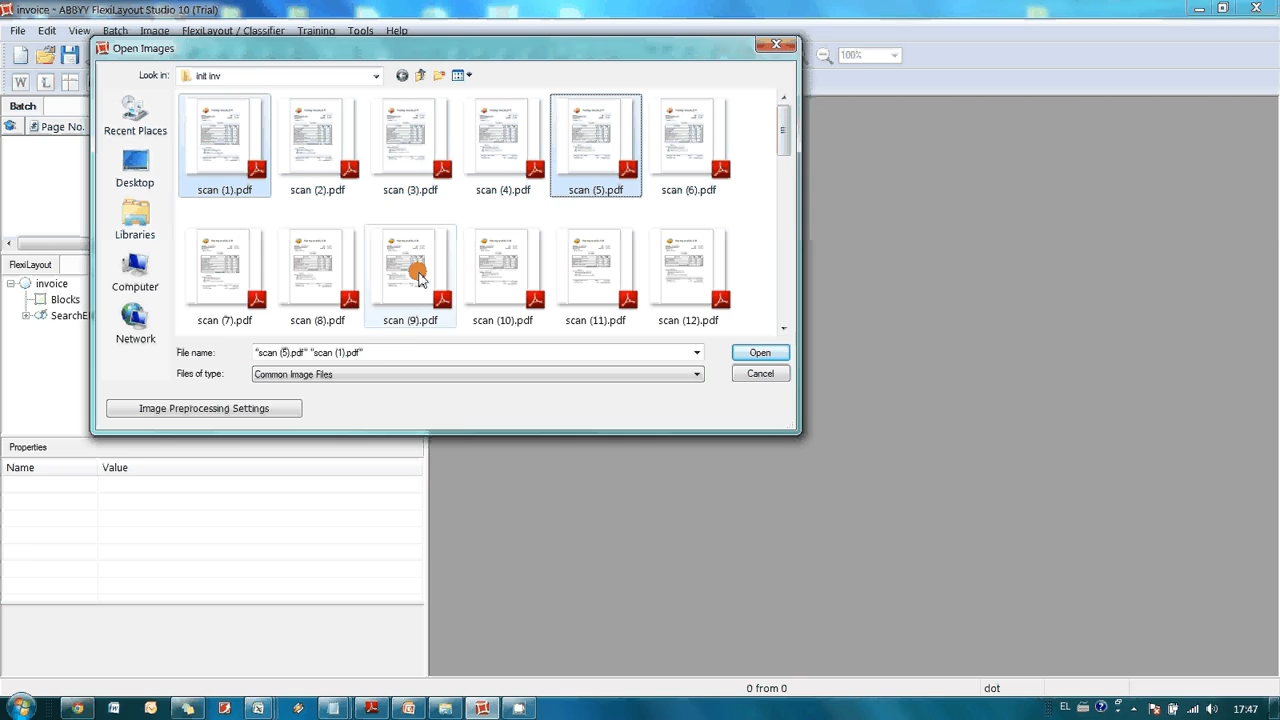 invoice ~ ABBYY FlexiLayout Studio 10 (Trial)
File Edit View Batch Image FlexiLayout / Classifier Training Tools Help
Open Images
100%
Look in: init inv
W L
Batch
Page No.
Recent Places
Desktop
Libraries
Computer
Network
scan (1).pdf scan (2).pdf scan (3).pdf scan (4).pdf scan (5).pdf scan (6).pdf
scan (7).pdf scan (8).pdf scan (9).pdf scan (10).pdf scan (11).pdf scan (12).pdf
FlexiLayout
invoice
Blocks
SearchE
File name: "scan (5).pdf" "scan (1).pdf" Open
Files of type: Common Image Files Cancel
Image Preprocessing Settings
Properties
Name Value
0 from 0 dot
EL 17:47